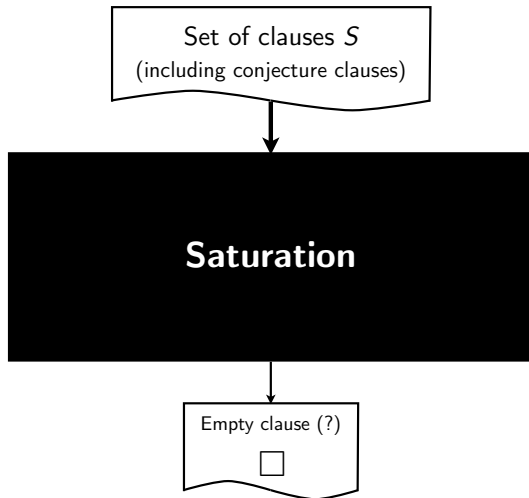 Set of clauses S
(including conjecture clauses)
Saturation
Empty clause (?)
□